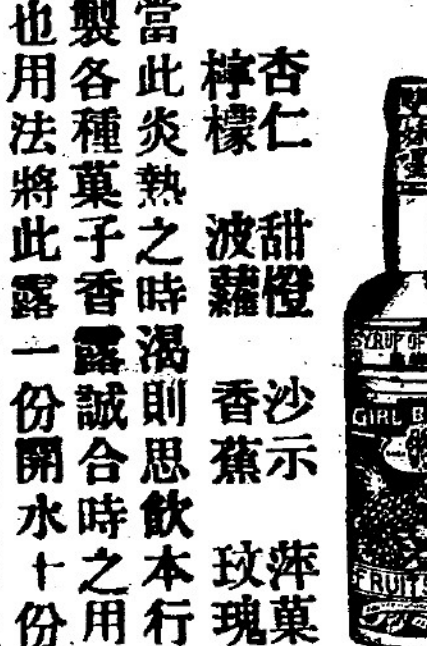 杏仁 甜橙 沙示 萍菓
檸檬 波蘿 香蕉 玫瑰
當此炎熱之時渴則思飲本行
製各種菓子香露誠合時之用
也用法將此露一份開水十份
SYRUP OF
GIRL B
FRUITS